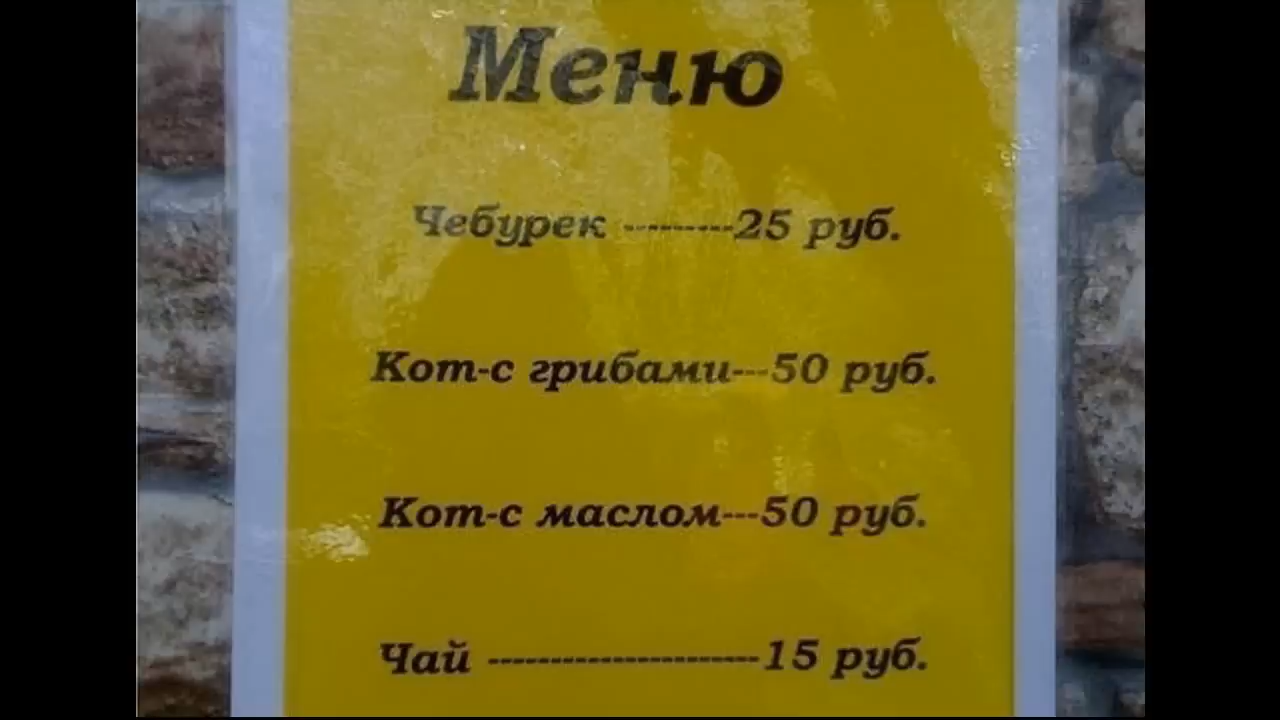 Меню
Чебурек ---------25 руб.
Кот-с грибами---50 руб.
Кот-с маслом---50 руб.
Чай ----------------------15 руб.